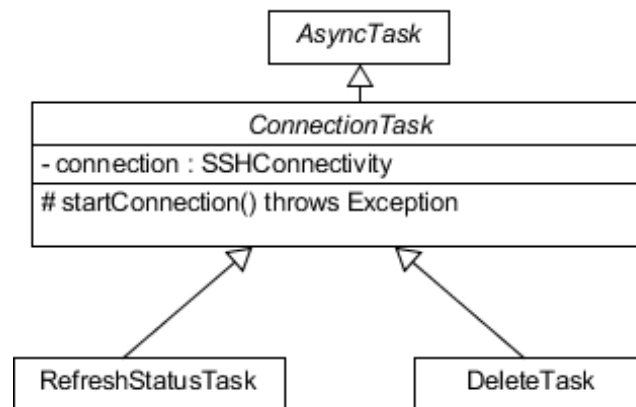 AsyncTask
ConnectionTask
- connection : SSHConnectivity
# startConnection() throws Exception
RefreshStatusTask
DeleteTask